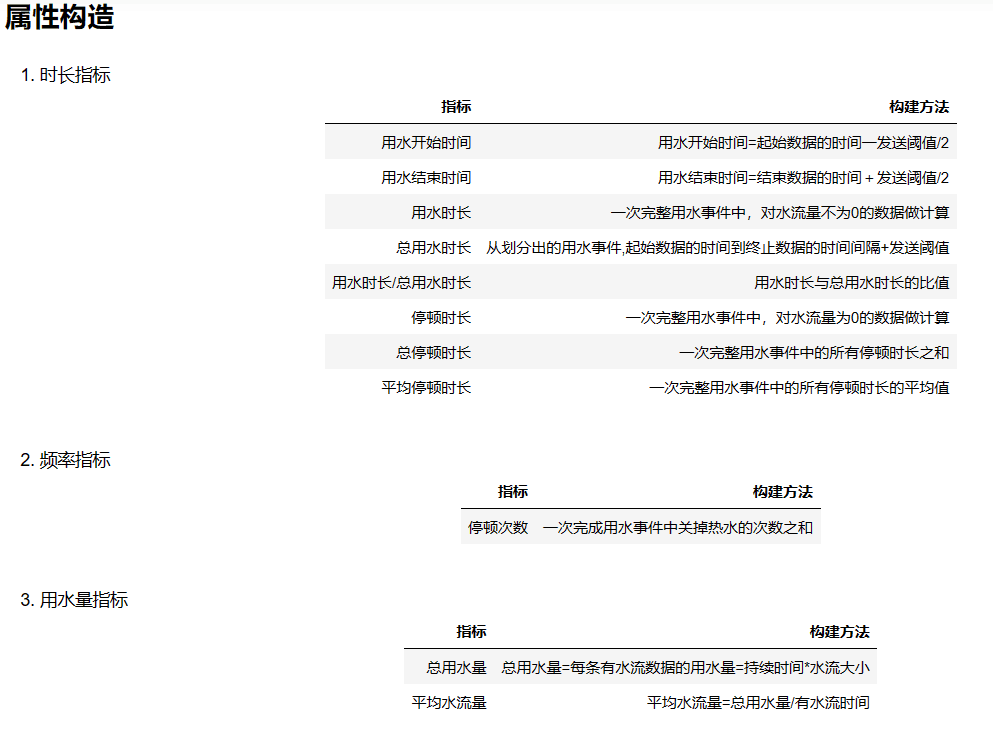 属性构造
1. 时长指标
指标 构建方法
用水开始时间 用水开始时间=起始数据的时间—发送阈值/2
用水结束时间 用水结束时间=结束数据的时间＋发送阈值/2
用水时长 一次完整用水事件中，对水流量不为0的数据做计算
总用水时长 从划分出的用水事件,起始数据的时间到终止数据的时间间隔+发送阈值
用水时长/总用水时长 用水时长与总用水时长的比值
停顿时长 一次完整用水事件中，对水流量为0的数据做计算
总停顿时长 一次完整用水事件中的所有停顿时长之和
平均停顿时长 一次完整用水事件中的所有停顿时长的平均值
2. 频率指标
指标 构建方法
停顿次数 一次完成用水事件中关掉热水的次数之和
3. 用水量指标
指标 构建方法
总用水量 总用水量=每条有水流数据的用水量=持续时间*水流大小
平均水流量 平均水流量=总用水量/有水流时间